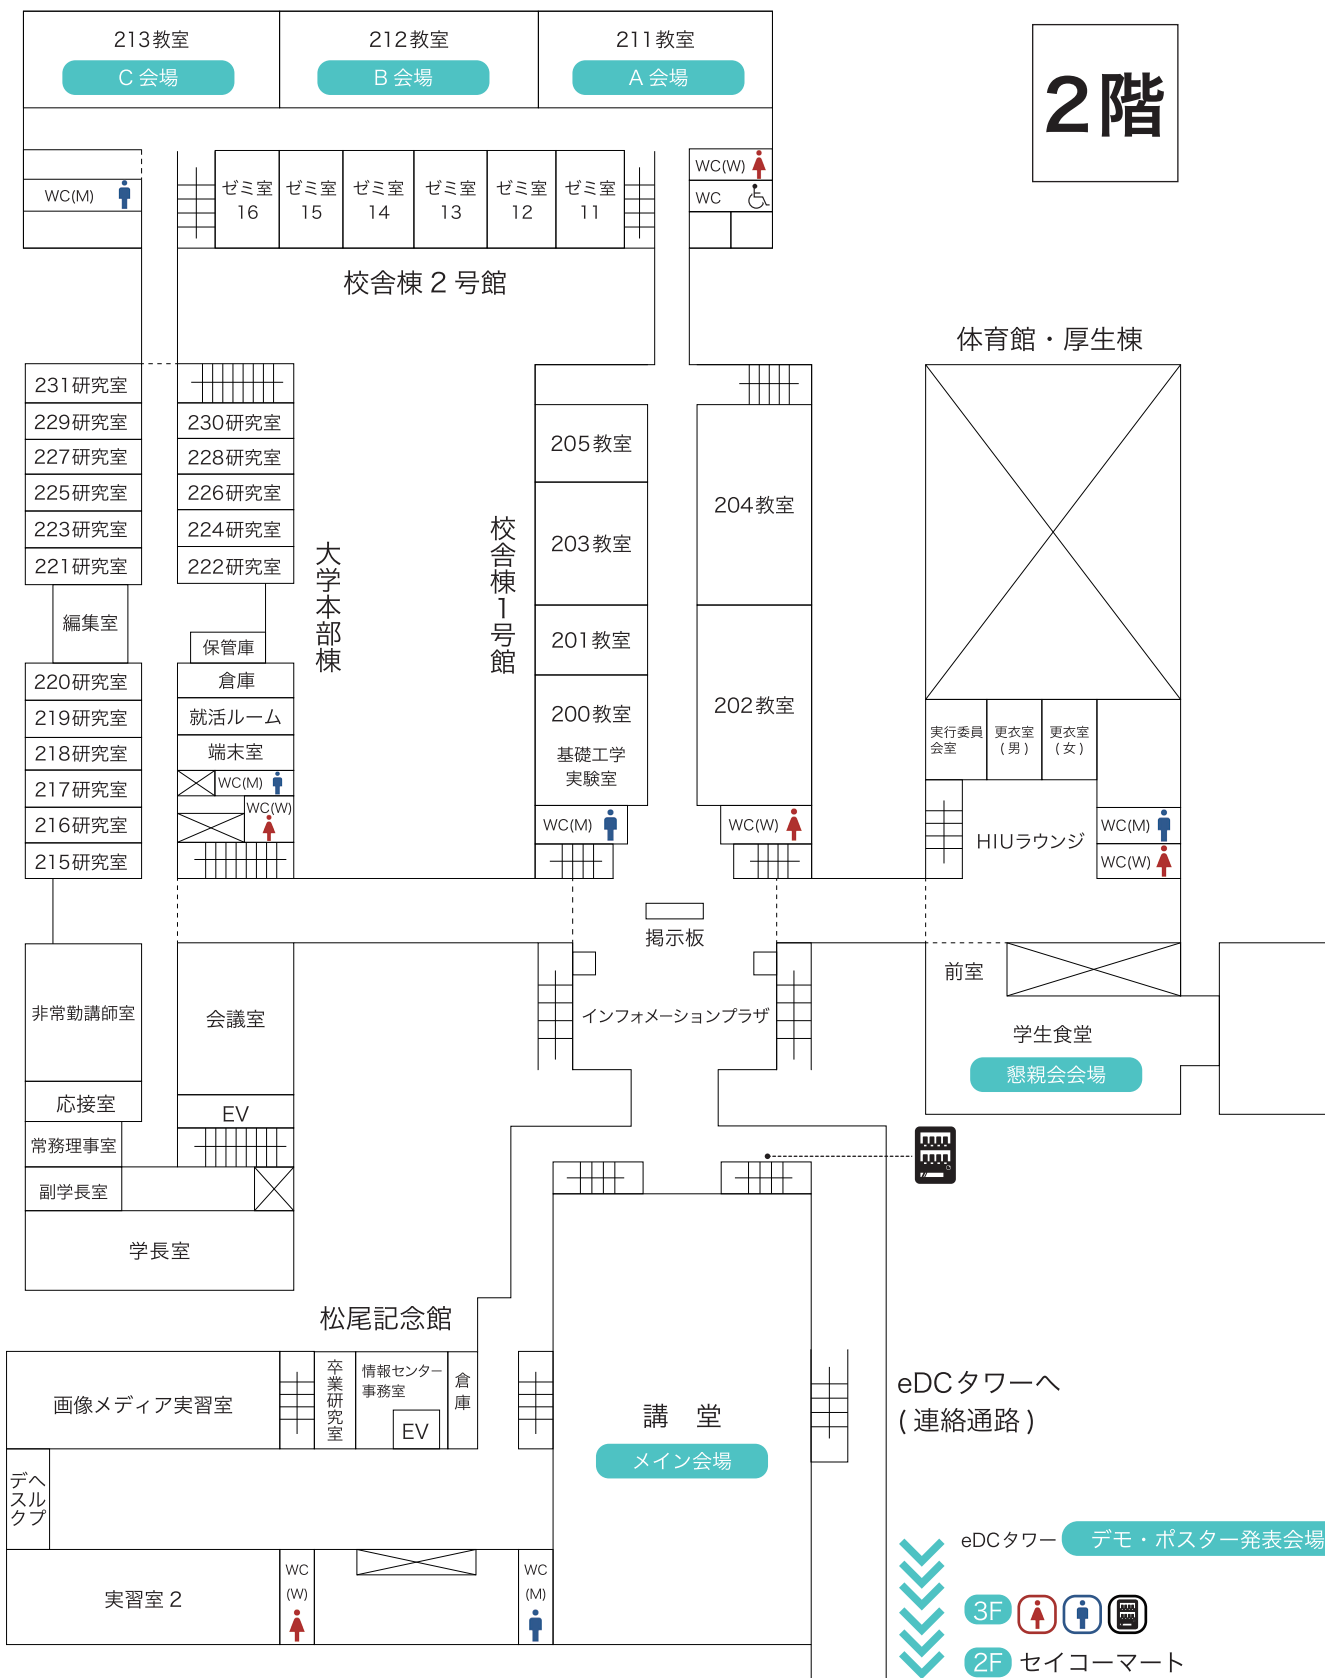 213教室
212教室
211教室
C 会場
B 会場
A 会場
2階
WC(M)
ゼミ室
16
ゼミ室
15
ゼミ室
14
ゼミ室
13
ゼミ室
12
ゼミ室
11
WC(W)
WC
校舎棟 2 号館
体育館・厚生棟
231研究室
229研究室
227研究室
225研究室
223研究室
221研究室
編集室
220研究室
219研究室
218研究室
217研究室
216研究室
215研究室
230研究室
228研究室
226研究室
224研究室
222研究室
保管庫
倉庫
就活ルーム
端末室
WC(M)
WC(W)
大学本部棟
校舎棟1号館
205教室
203教室
201教室
200教室
基礎工学
実験室
WC(M)
204教室
202教室
WC(W)
実行委員
会室
更衣室
(男)
更衣室
(女)
HIUラウンジ
WC(M)
WC(W)
掲示板
インフォメーションプラザ
前室
学生食堂
懇親会会場
非常勤講師室
会議室
応接室
EV
常務理事室
副学長室
学長室
松尾記念館
画像メディア実習室
卒業研究室
情報センター
事務室
EV
倉庫
ヘルプ
デスク
実習室 2
WC
(W)
WC
(M)
講 堂
メイン会場
eDCタワーへ
(連絡通路)
eDCタワー
デモ・ポスター発表会場
3F
2F
セイコーマート